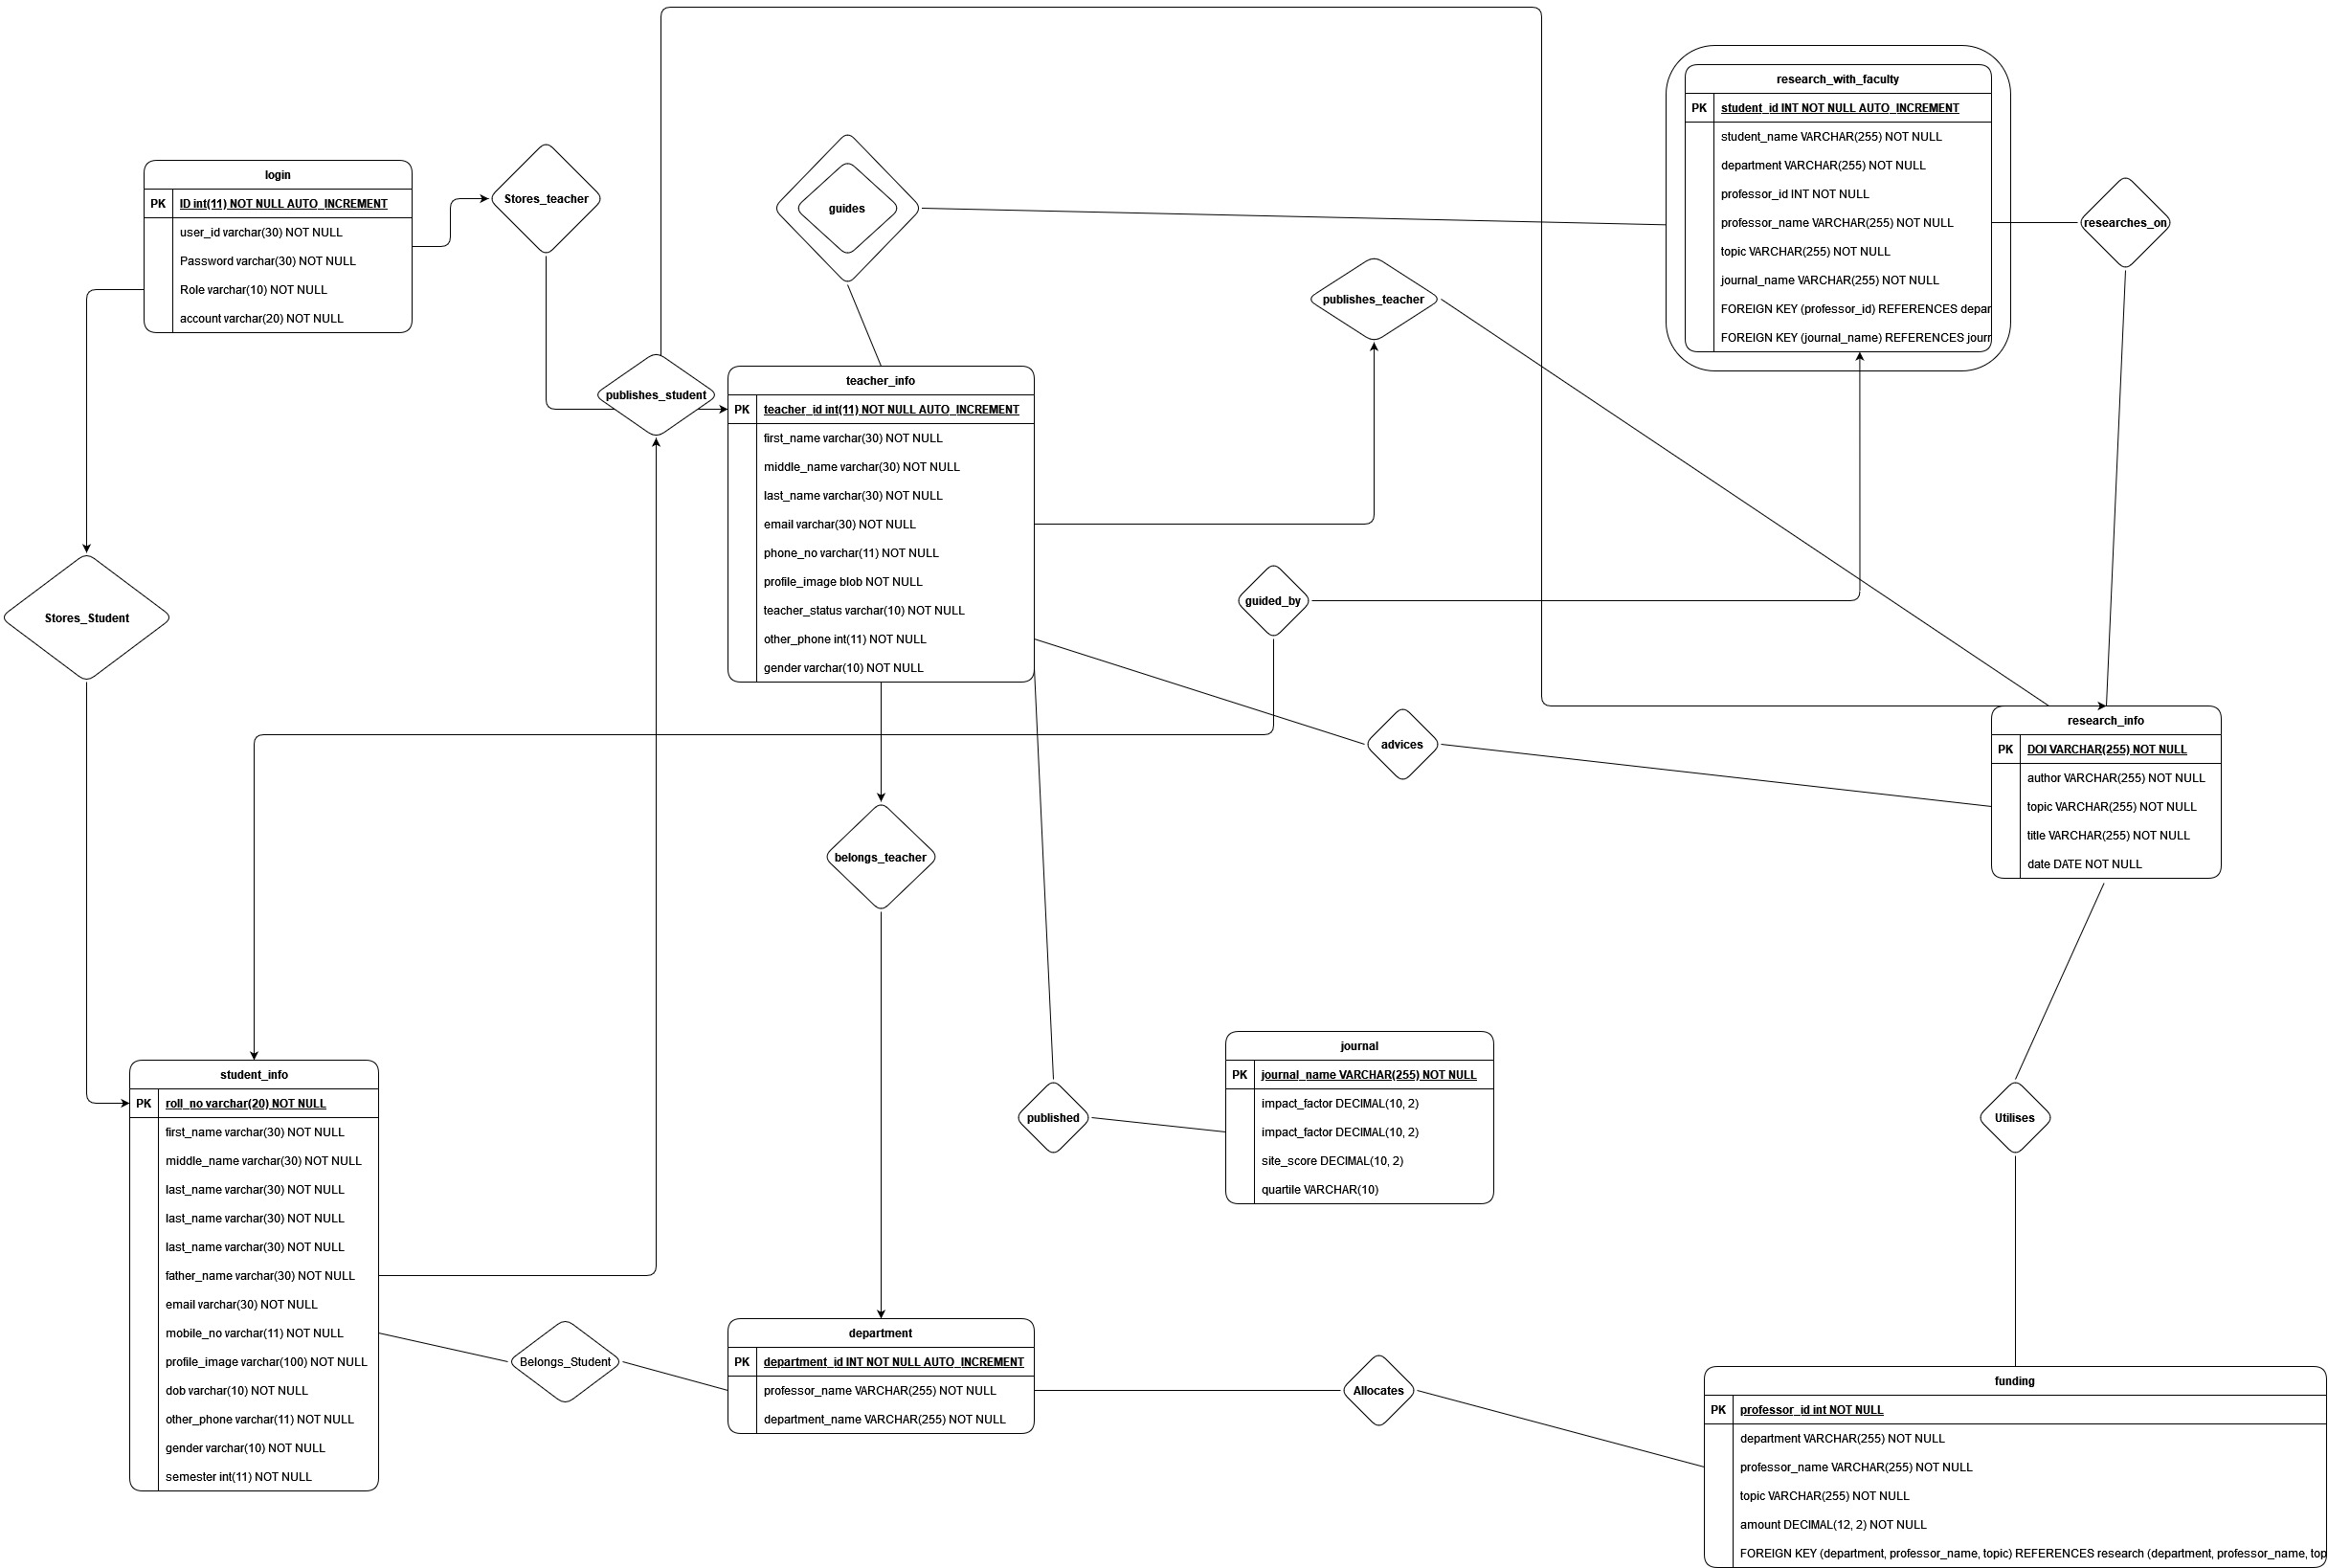 research_with_faculty
PK student_id INT NOT NULL AUTO_INCREMENT
student_name VARCHAR(255) NOT NULL
department VARCHAR(255) NOT NULL
professor_id INT NOT NULL
professor_name VARCHAR(255) NOT NULL
topic VARCHAR(255) NOT NULL
journal_name VARCHAR(255) NOT NULL
FOREIGN KEY (professor_id) REFERENCES depar
FOREIGN KEY (journal_name) REFERENCES journ
login
PK ID int(11) NOT NULL AUTO_INCREMENT
user_id varchar(30) NOT NULL
Password varchar(30) NOT NULL
Role varchar(10) NOT NULL
account varchar(20) NOT NULL
Stores_teacher
guides
researches_on
publishes_teacher
publishes_student
teacher_info
PK teacher_id int(11) NOT NULL AUTO_INCREMENT
first_name varchar(30) NOT NULL
middle_name varchar(30) NOT NULL
last_name varchar(30) NOT NULL
email varchar(30) NOT NULL
phone_no varchar(11) NOT NULL
profile_image blob NOT NULL
teacher_status varchar(10) NOT NULL
other_phone int(11) NOT NULL
gender varchar(10) NOT NULL
guided_by
Stores_Student
advices
research_info
PK DOI VARCHAR(255) NOT NULL
author VARCHAR(255) NOT NULL
topic VARCHAR(255) NOT NULL
title VARCHAR(255) NOT NULL
date DATE NOT NULL
belongs_teacher
student_info
PK roll_no varchar(20) NOT NULL
first_name varchar(30) NOT NULL
middle_name varchar(30) NOT NULL
last_name varchar(30) NOT NULL
last_name varchar(30) NOT NULL
last_name varchar(30) NOT NULL
father_name varchar(30) NOT NULL
email varchar(30) NOT NULL
mobile_no varchar(11) NOT NULL
profile_image varchar(100) NOT NULL
dob varchar(10) NOT NULL
other_phone varchar(11) NOT NULL
gender varchar(10) NOT NULL
semester int(11) NOT NULL
published
journal
PK journal_name VARCHAR(255) NOT NULL
impact_factor DECIMAL(10, 2)
impact_factor DECIMAL(10, 2)
site_score DECIMAL(10, 2)
quartile VARCHAR(10)
Utilises
Belongs_Student
department
PK department_id INT NOT NULL AUTO_INCREMENT
professor_name VARCHAR(255) NOT NULL
department_name VARCHAR(255) NOT NULL
Allocates
funding
PK professor_id int NOT NULL
department VARCHAR(255) NOT NULL
professor_name VARCHAR(255) NOT NULL
topic VARCHAR(255) NOT NULL
amount DECIMAL(12, 2) NOT NULL
FOREIGN KEY (department, professor_name, topic) REFERENCES research (department, professor_name, top